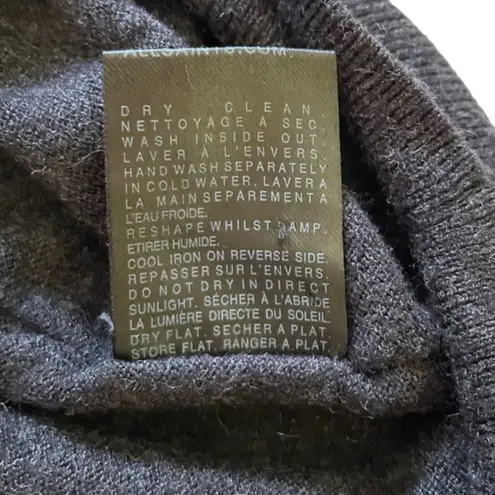 DRY CLEAN
NETTOYAGE A SEC.
WASH INSIDE OUT.
LAVER À L'ENVERS.
HAND WASH SEPARATELY
IN COLD WATER. LAVER A
LA MAIN SEPAREMENT A
L'EAU FROIDE.
RESHAPE WHILST DAMP.
ETIRER HUMIDE.
COOL IRON ON REVERSE SIDE.
REPASSER SUR L'ENVERS.
DO NOT DRY IN DIRECT
SUNLIGHT. SÉCHER À L'ABRI DE
LA LUMIÈRE DIRECTE DU SOLEIL.
DRY FLAT. SECHER A PLAT.
STORE FLAT. RANGER A PLAT.